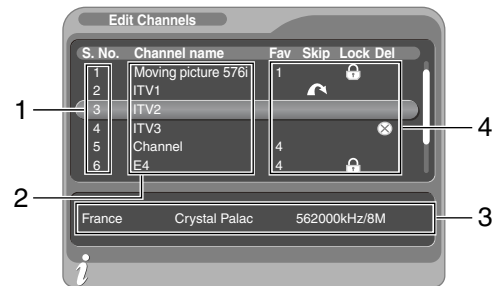 Edit Channels
S. No. Channel name Fav Skip Lock Del
1 Moving picture 576i 1
2 ITV1
1 3 ITV2
4 ITV3 4
5 Channel 4
6 E4 4
2
France Crystal Palac 562000kHz/8M 3
i